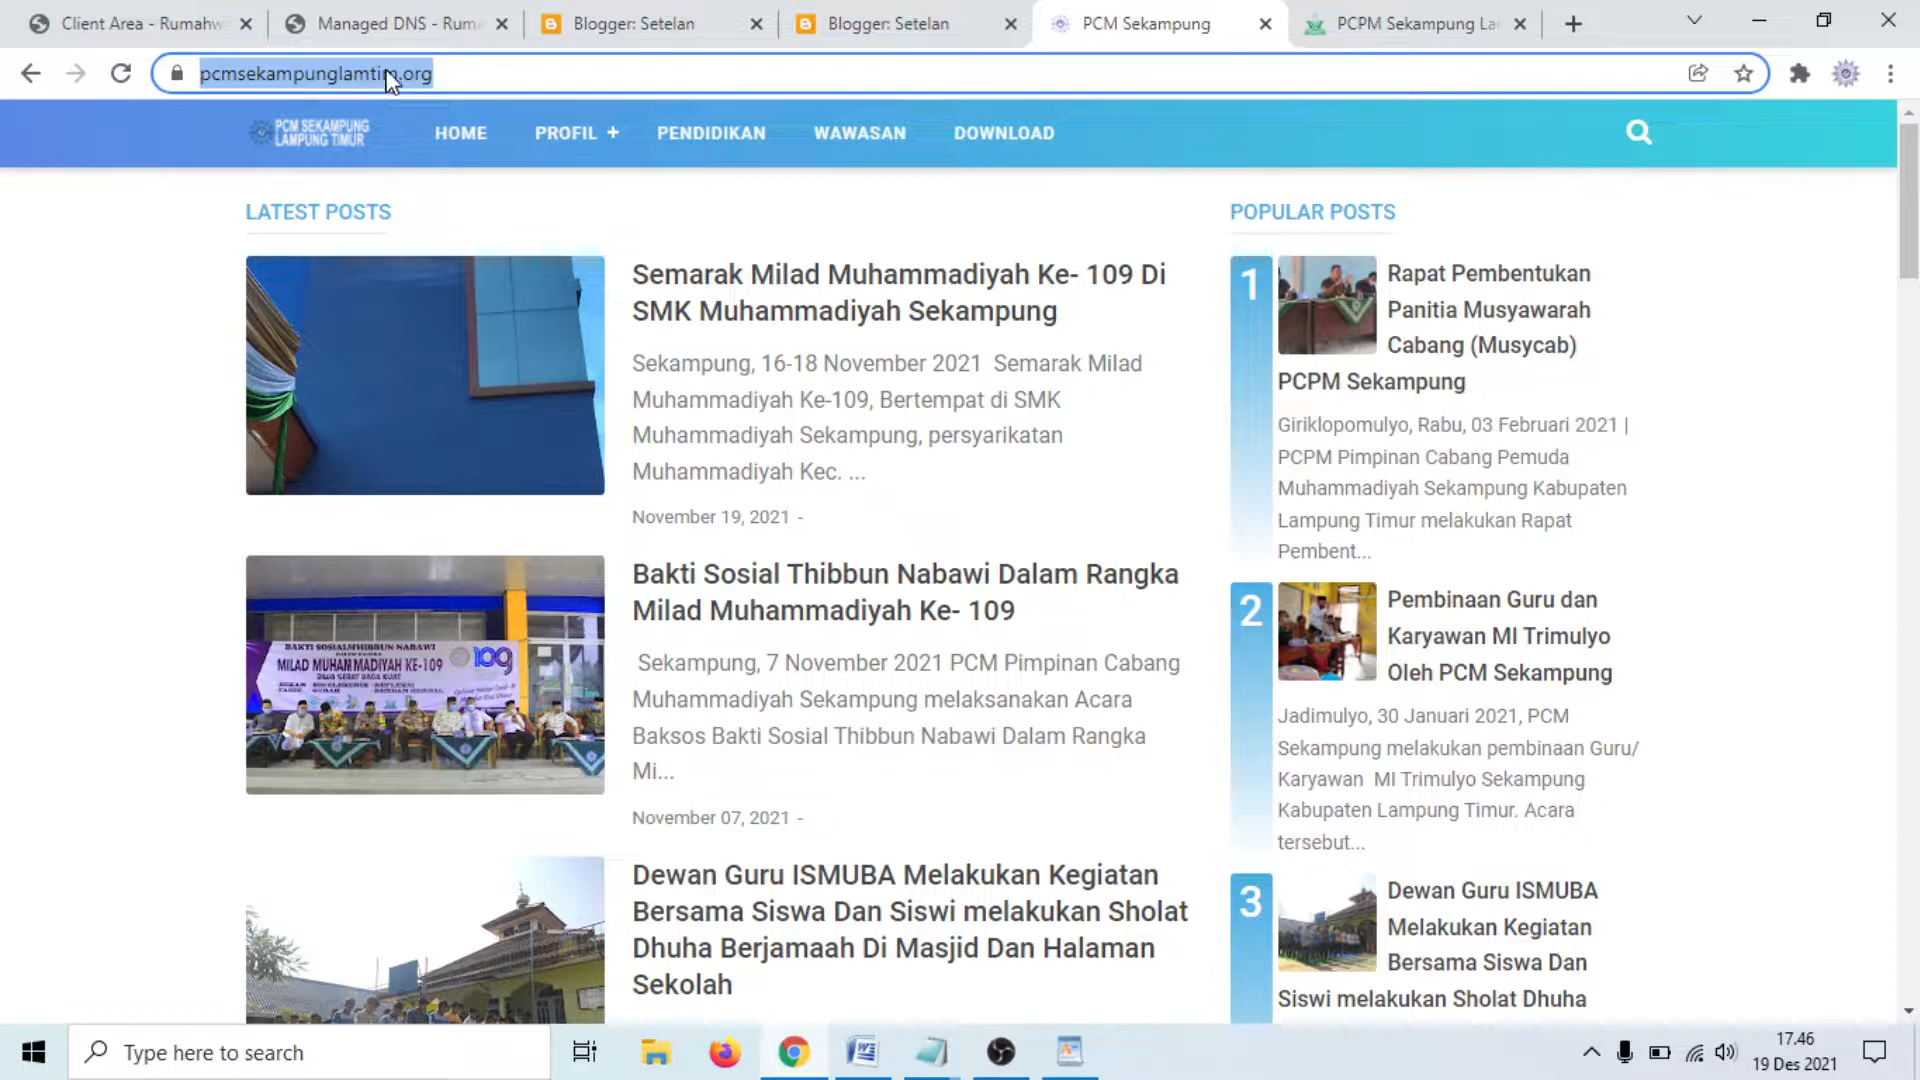 Client Area - Rumahw
Managed DNS - Rum
Blogger: Setelan
Blogger: Setelan
PCM Sekampung
PCPM Sekampung La
pcmsekampunglamtim.org
PCM SEKAMPUNG
LAMPUNG TIMUR
HOME
PROFIL +
PENDIDIKAN
WAWASAN
DOWNLOAD
LATEST POSTS
Semarak Milad Muhammadiyah Ke- 109 Di
SMK Muhammadiyah Sekampung
Sekampung, 16-18 November 2021 Semarak Milad
Muhammadiyah Ke-109, Bertempat di SMK
Muhammadiyah Sekampung, persyarikatan
Muhammadiyah Kec. ...
November 19, 2021 -
BAKTI SOSIAL THIBBUN NABAWI
MILAD MUHAMMADIYAH KE-109
109
Bakti Sosial Thibbun Nabawi Dalam Rangka
Milad Muhammadiyah Ke- 109
Sekampung, 7 November 2021 PCM Pimpinan Cabang
Muhammadiyah Sekampung melaksanakan Acara
Baksos Bakti Sosial Thibbun Nabawi Dalam Rangka
Mi...
November 07, 2021 -
Dewan Guru ISMUBA Melakukan Kegiatan
Bersama Siswa Dan Siswi melakukan Sholat
Dhuha Berjamaah Di Masjid Dan Halaman
Sekolah
POPULAR POSTS
1
Rapat Pembentukan
Panitia Musyawarah
Cabang (Musycab)
PCPM Sekampung
Giriklopomulyo, Rabu, 03 Februari 2021 |
PCPM Pimpinan Cabang Pemuda
Muhammadiyah Sekampung Kabupaten
Lampung Timur melakukan Rapat
Pembent...
2
Pembinaan Guru dan
Karyawan MI Trimulyo
Oleh PCM Sekampung
Jadimulyo, 30 Januari 2021, PCM
Sekampung melakukan pembinaan Guru/
Karyawan MI Trimulyo Sekampung
Kabupaten Lampung Timur. Acara
tersebut...
3
Dewan Guru ISMUBA
Melakukan Kegiatan
Bersama Siswa Dan
Siswi melakukan Sholat Dhuha
Type here to search
17.46
19 Des 2021